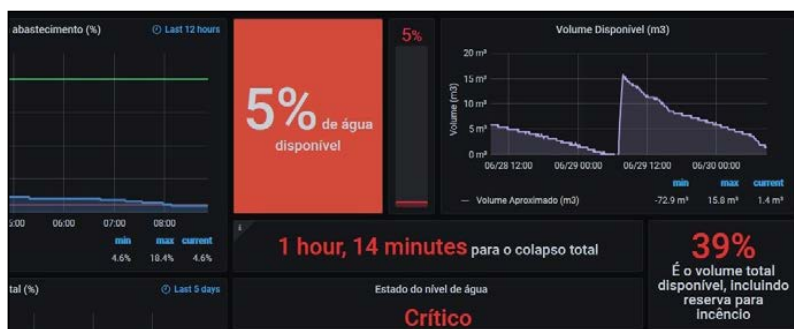 abastecimento (%)
Last 12 hours
06:00 07:00 08:00
min max current
4.6% 18.4% 4.6%
5%
de água
disponível
5%
Volume Disponível (m3)
20 m³
15 m³
10 m³
5 m³
0 m³
Volume (m3)
06/28 12:00 06/29 00:00 06/29 12:00 06/30 00:00
min max current
Volume Aproximado (m3) -72.9 m³ 15.8 m³ 1.4 m³
1 hour, 14 minutes para o colapso total
39%
É o volume total
disponível, incluindo
reserva para
incêncio
tal (%)
Last 5 days
Estado do nível de água
Crítico